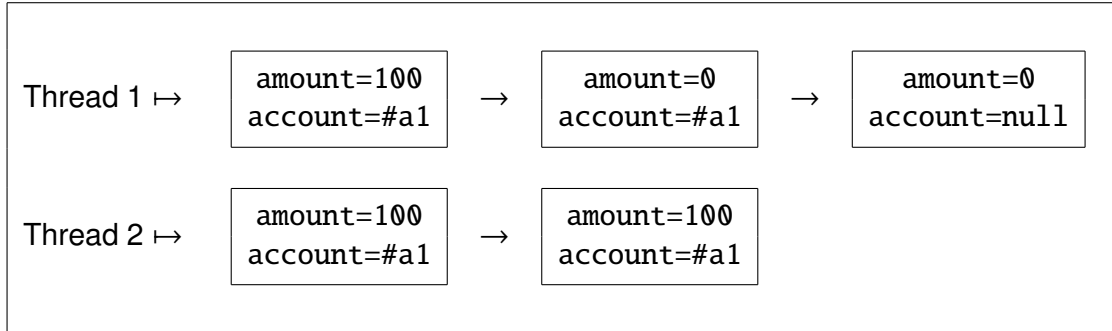 Thread 1 ↦ amount=100 → amount=0 → amount=0
account=#a1 account=#a1 account=null
Thread 2 ↦ amount=100 → amount=100
account=#a1 account=#a1